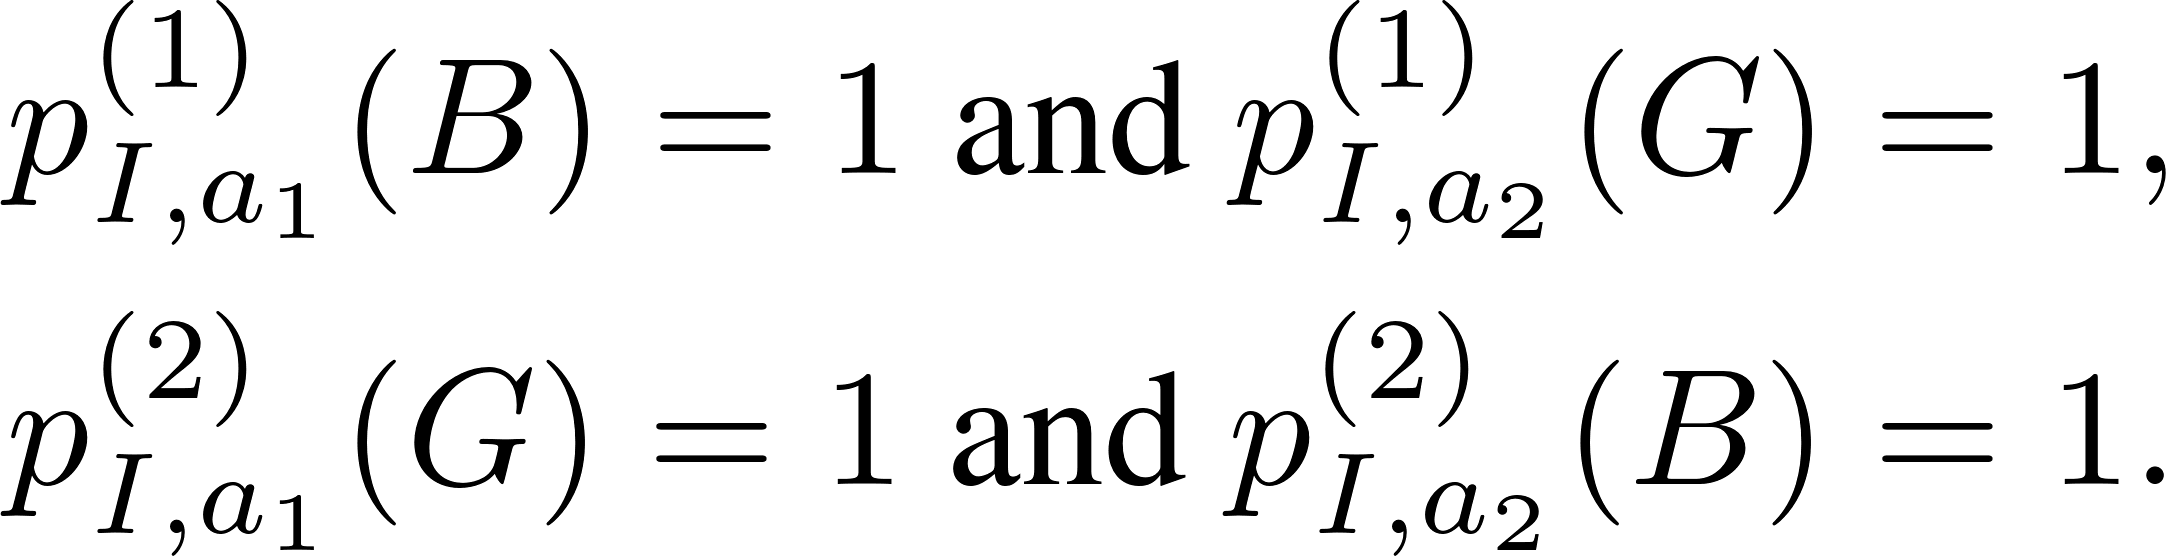 $p^{(1)}_{I,a_1}(B) = 1$ and $p^{(1)}_{I,a_2}(G) = 1,$
$p^{(2)}_{I,a_1}(G) = 1$ and $p^{(2)}_{I,a_2}(B) = 1.$